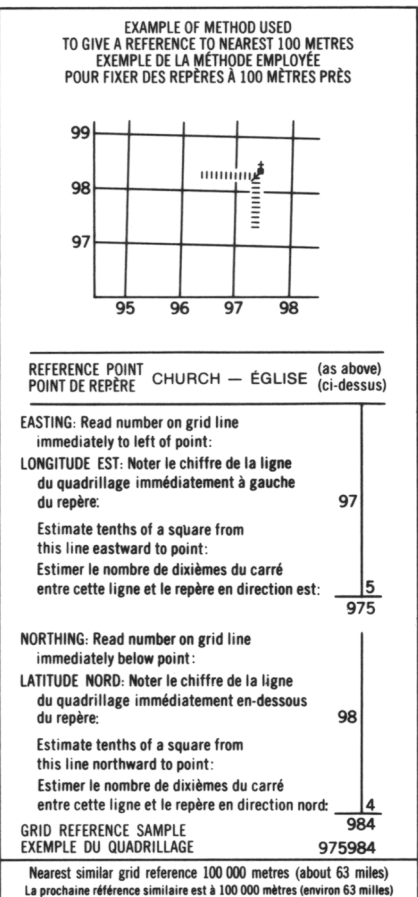 EXAMPLE OF METHOD USED
TO GIVE A REFERENCE TO NEAREST 100 METRES
EXEMPLE DE LA MÉTHODE EMPLOYÉE
POUR FIXER DES REPÈRES À 100 MÈTRES PRÈS
99
98
97
95 96 97 98
REFERENCE POINT
POINT DE REPÈRE
CHURCH — ÉGLISE
(as above)
(ci-dessus)
EASTING: Read number on grid line
immediately to left of point:
LONGITUDE EST: Noter le chiffre de la ligne
du quadrillage immédiatement à gauche
du repère: 97
Estimate tenths of a square from
this line eastward to point:
Estimer le nombre de dixièmes du carré
entre cette ligne et le repère en direction est: 5
975
NORTHING: Read number on grid line
immediately below point:
LATITUDE NORD: Noter le chiffre de la ligne
du quadrillage immédiatement en-dessous
du repère: 98
Estimate tenths of a square from
this line northward to point:
Estimer le nombre de dixièmes du carré
entre cette ligne et le repère en direction nord: 4
984
GRID REFERENCE SAMPLE
EXEMPLE DU QUADRILLAGE 975984
Nearest similar grid reference 100 000 metres (about 63 miles)
La prochaine référence similaire est à 100 000 mètres (environ 63 milles)